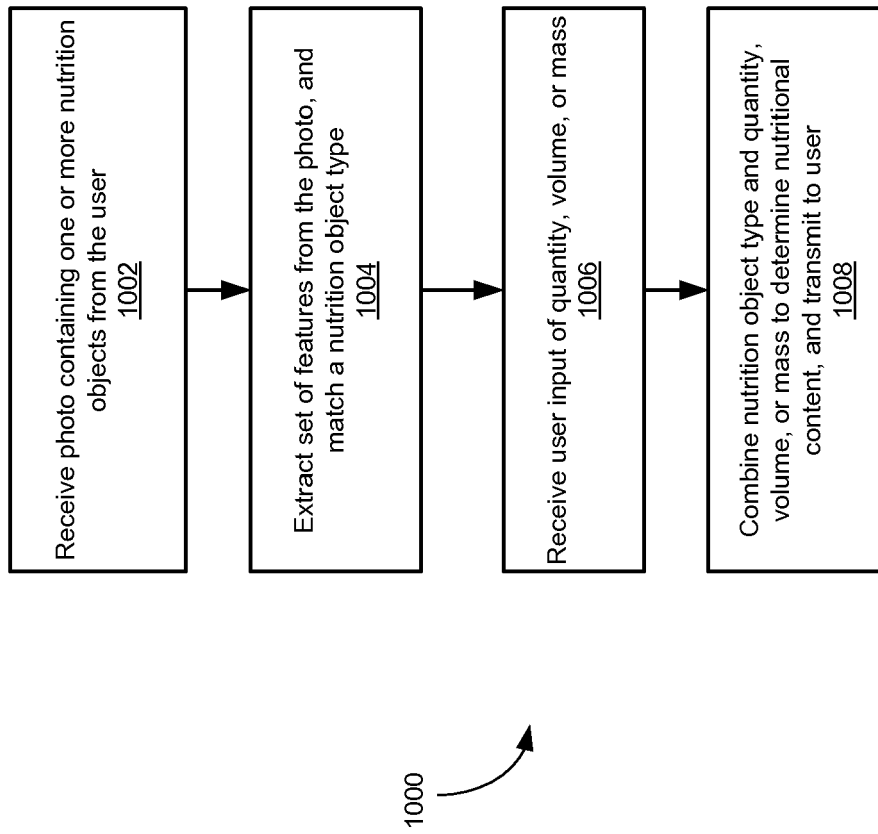 Receive photo containing one or more nutrition
objects from the user
1002
Extract set of features from the photo, and
match a nutrition object type
1004
Receive user input of quantity, volume, or mass
1006
Combine nutrition object type and quantity,
volume, or mass to determine nutritional
content, and transmit to user
1008
1000